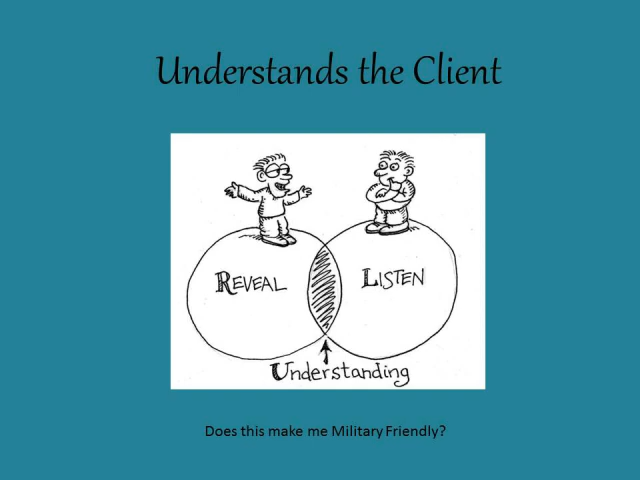 Understands the Client
REVEAL
LISTEN
Understanding
Does this make me Military Friendly?